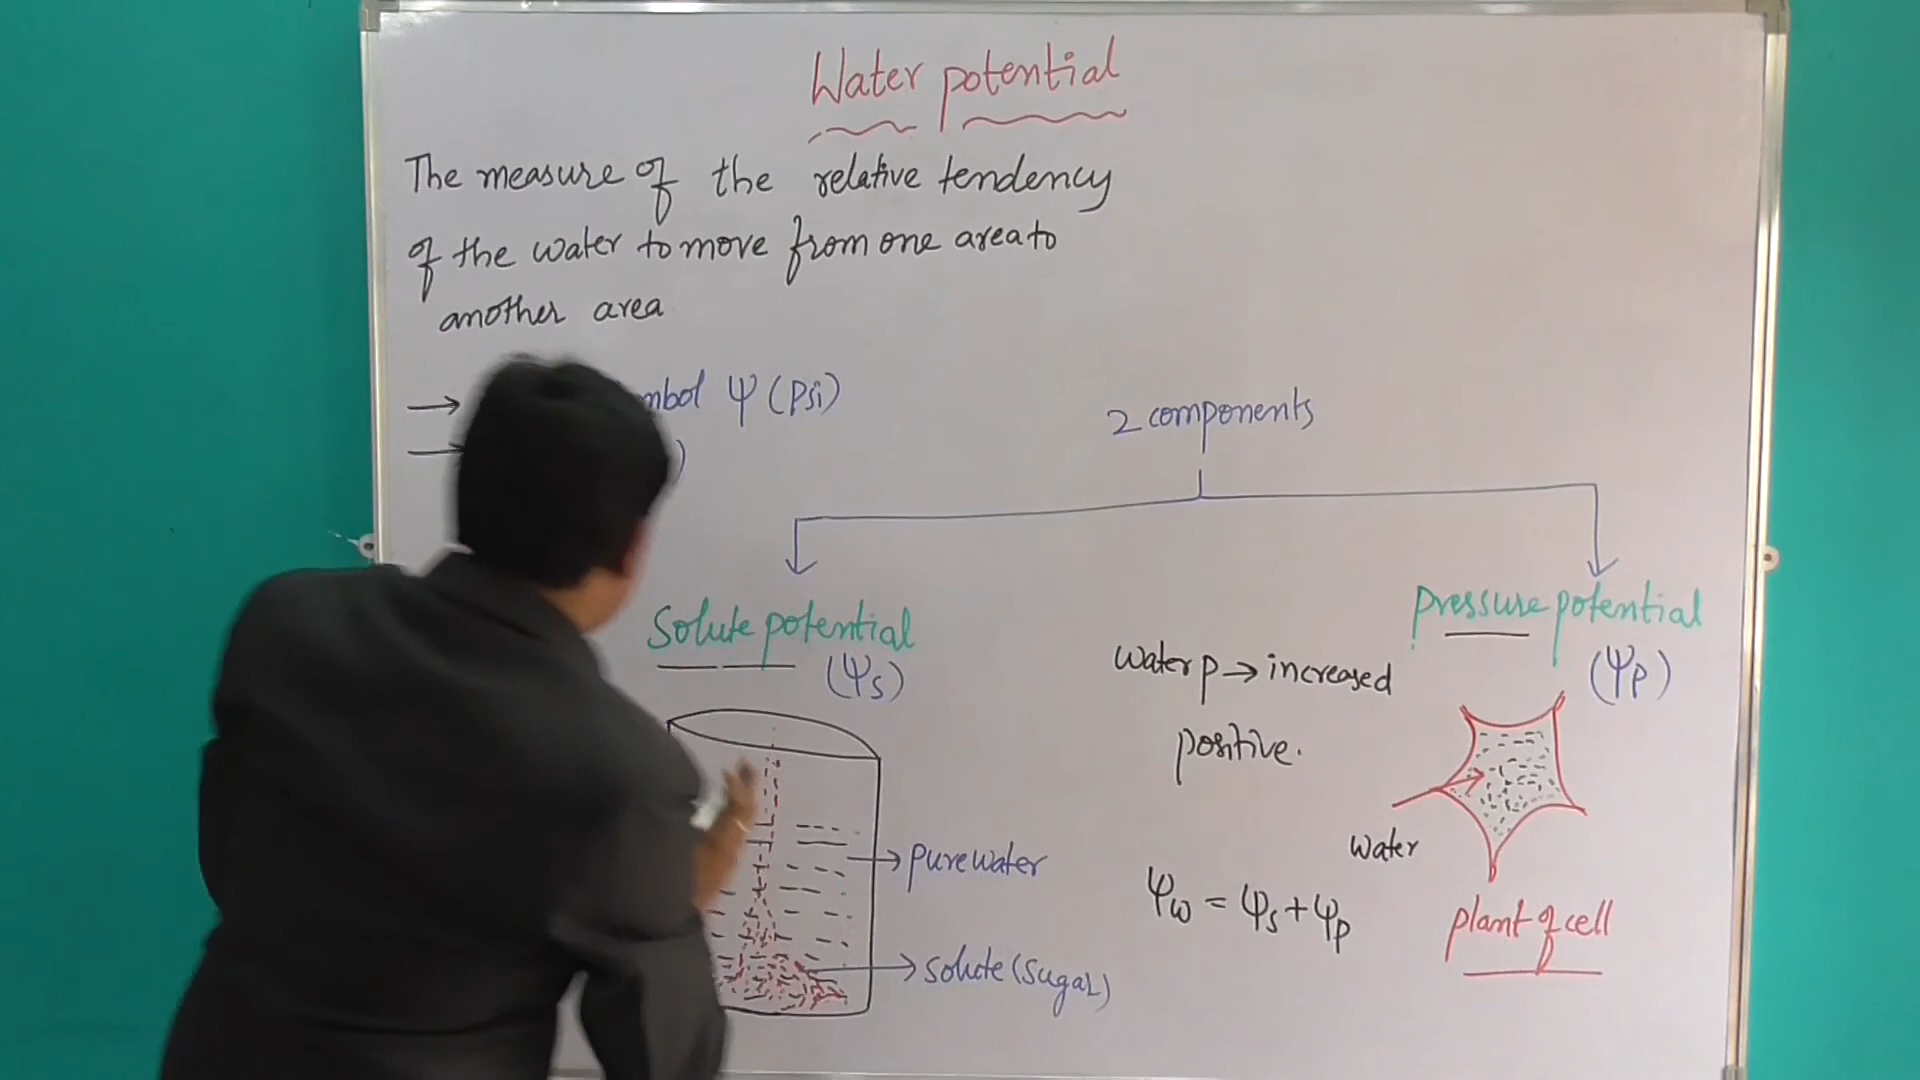 Water potential
The measure of the relative tendency
of the water to move from one area to
another area
→ Ψ (Psi)
2 components
Solute potential
(Ψs)
pressure potential
(Ψp)
water p → increased
positive.
→ pure water
water
Ψw = Ψs + Ψp
plant of cell
→ solute (sugar)